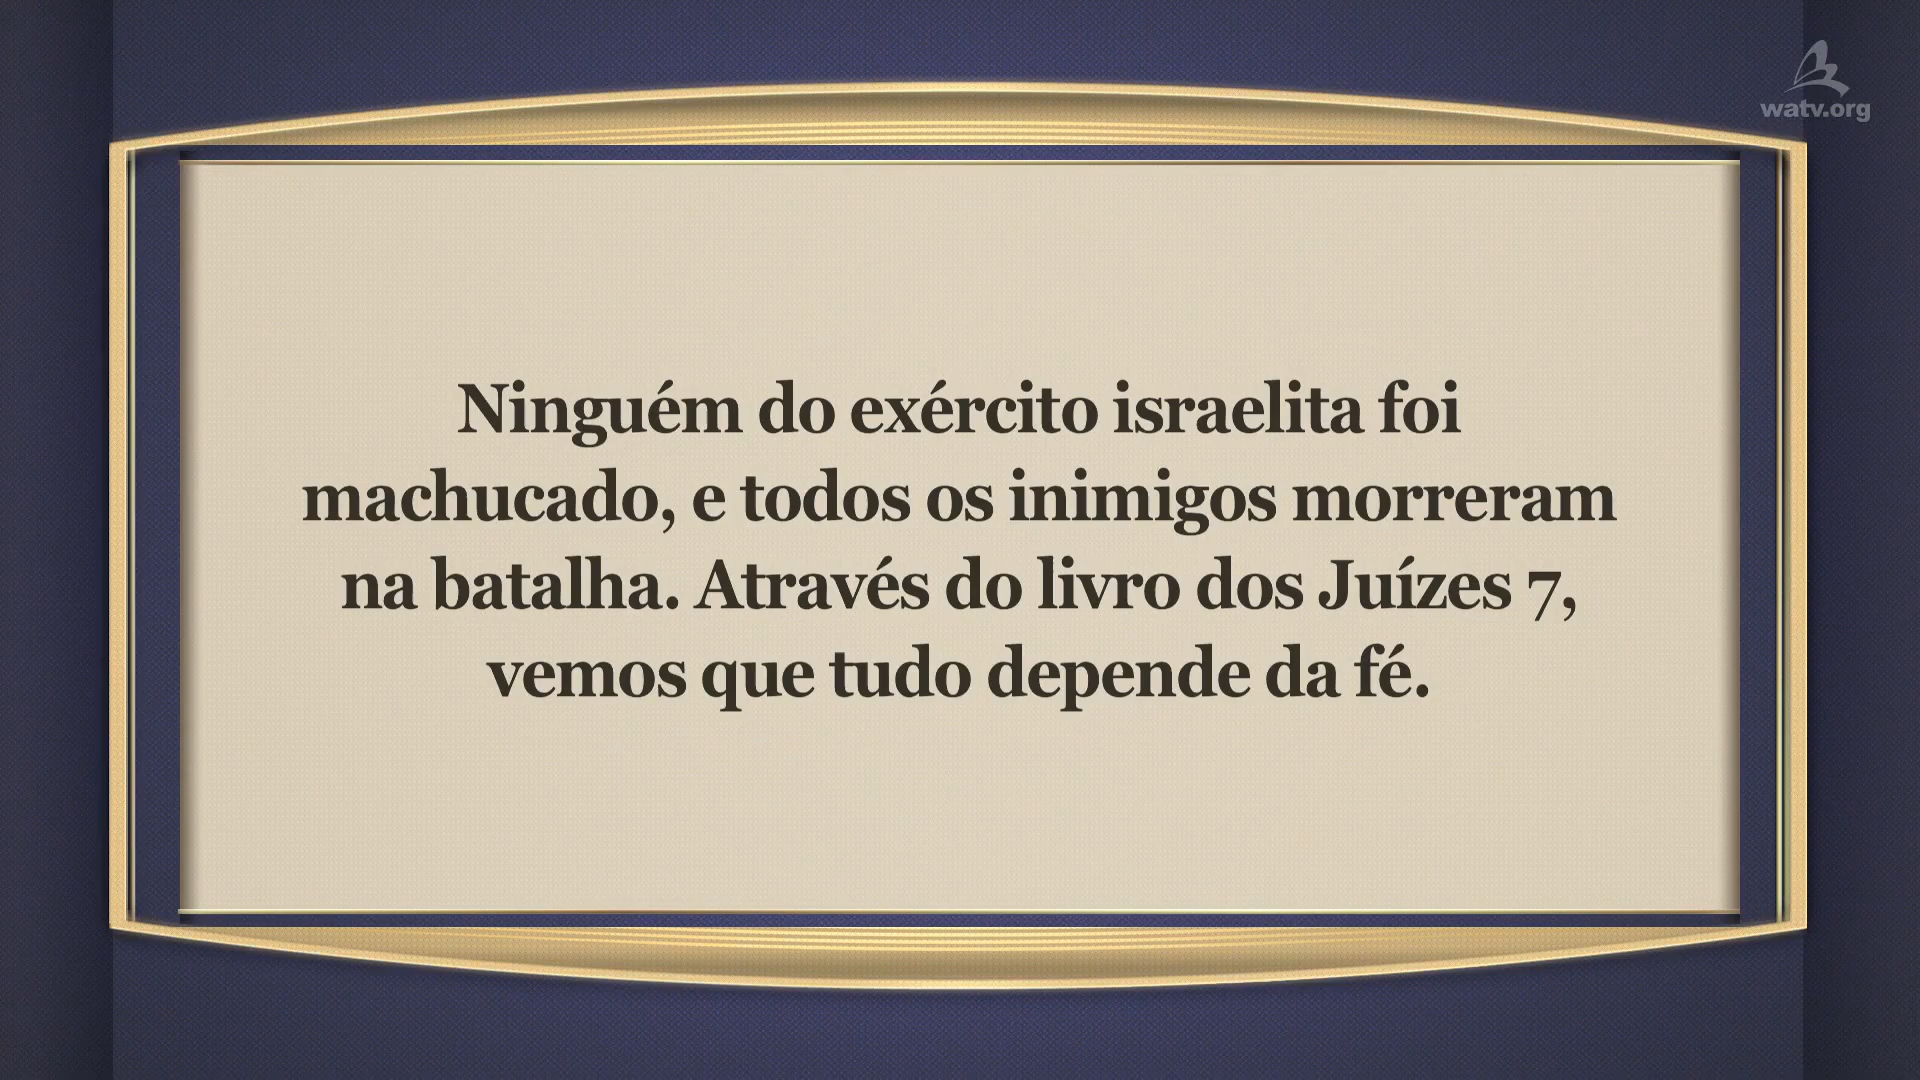 watv.org
Ninguém do exército israelita foi
machucado, e todos os inimigos morreram
na batalha. Através do livro dos Juízes 7,
vemos que tudo depende da fé.